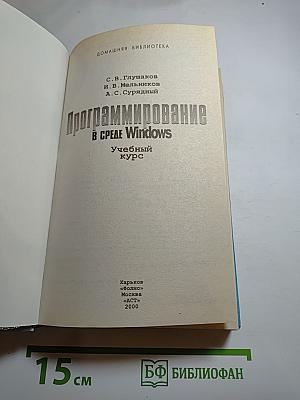 ДОМАШНЯЯ БИБЛИОТЕКА
С.В.Глушаков
И.В.Мельников
А.С.Сурядный
Программирование
в среде Windows
Учебный
курс
Харьков
«Фолио»
Москва
«АСТ»
2000
15 см
БФ БИБЛИОФАН